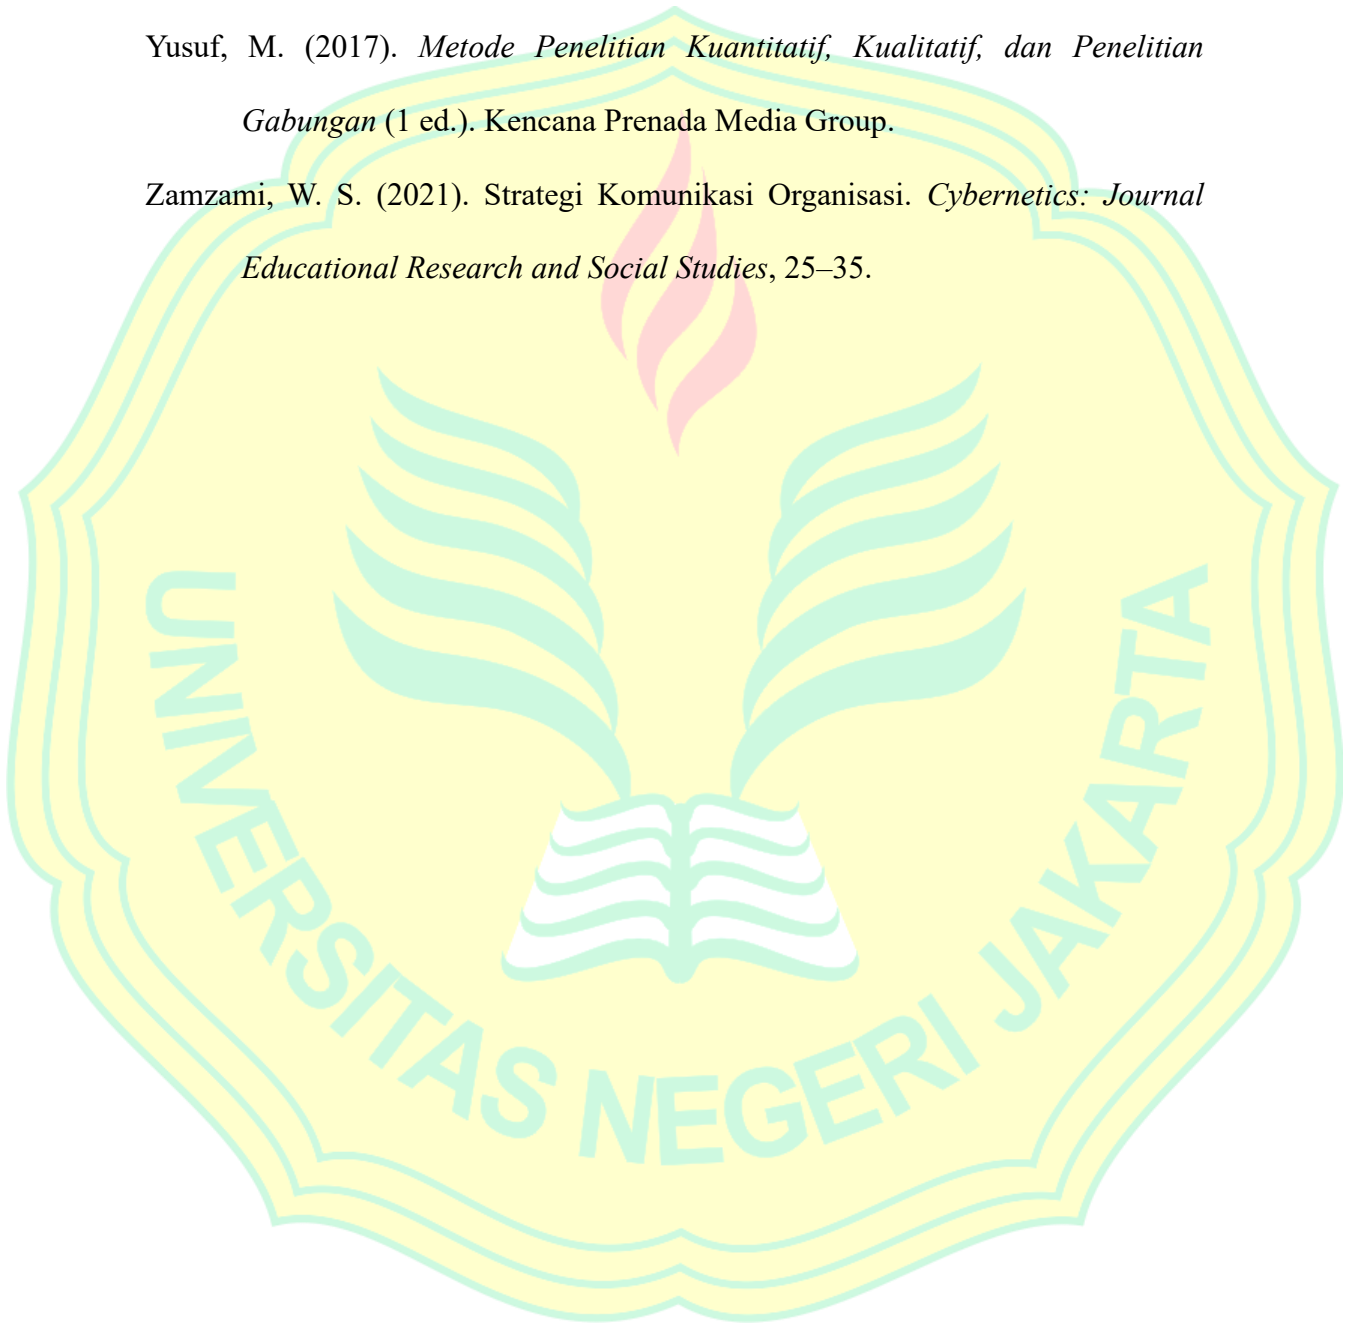 Yusuf, M. (2017). Metode Penelitian Kuantitatif, Kualitatif, dan Penelitian
Gabungan (1 ed.). Kencana Prenada Media Group.
Zamzami, W. S. (2021). Strategi Komunikasi Organisasi. Cybernetics: Journal
Educational Research and Social Studies, 25–35.
UNIVERSITAS NEGERI JAKARTA